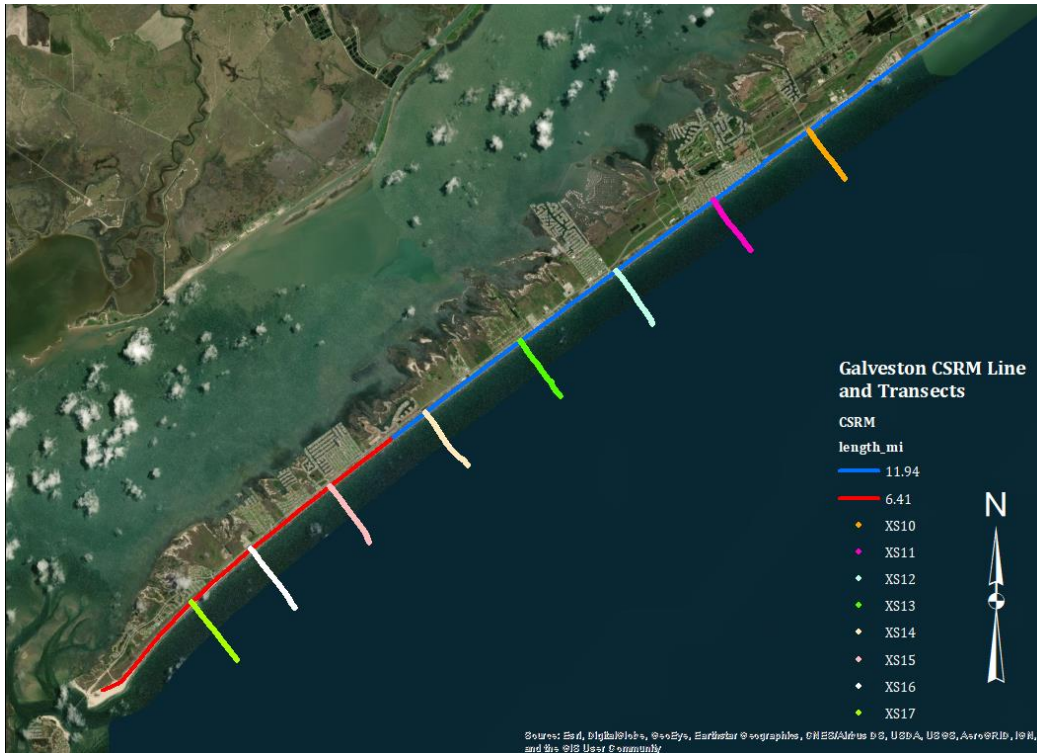 Galveston CSRM Line
and Transects
CSRM
length_mi
11.94
6.41
XS10
XS11
XS12
XS13
XS14
XS15
XS16
XS17
N
Source: Esri, DigitalGlobe, GeoEye, Earthstar Geographics, CNES/Airbus DS, USDA, USGS, AeroGRID, IGN,
and the GIS User Community